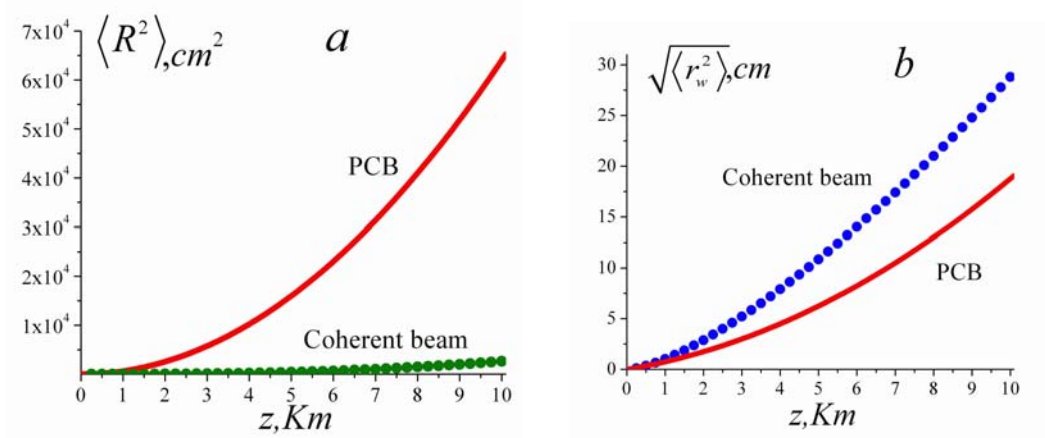 7x10⁴
⟨R²⟩,cm²
a
6x10⁴
5x10⁴
4x10⁴
3x10⁴
2x10⁴
1x10⁴
PCB
Coherent beam
0 1 2 3 4 5 6 7 8 9 10
z,Km
30
√⟨r_w²⟩,cm
b
25
20
15
10
5
0
Coherent beam
PCB
0 1 2 3 4 5 6 7 8 9 10
z,Km